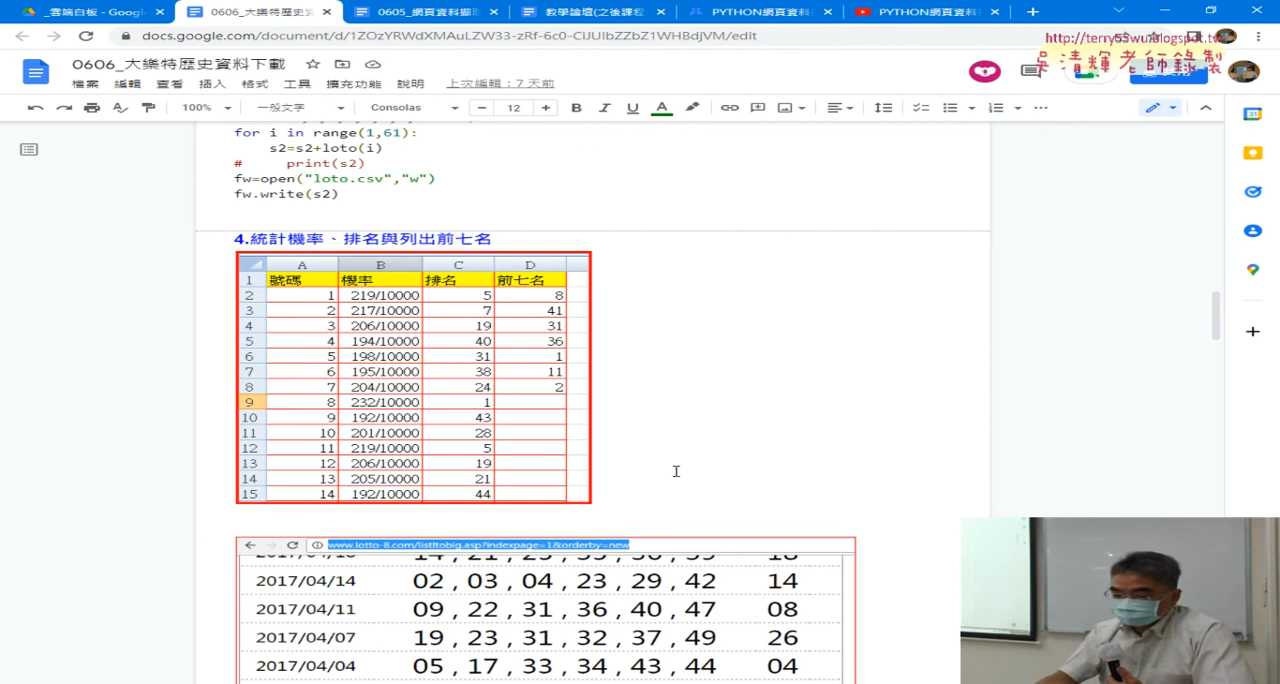 _雲端白板 - Googl
0606_大樂特歷史資
0605_網頁資料擷
教學論壇(之後課程
PYTHON網頁資料
PYTHON網頁資料
docs.google.com/document/d/1ZOzYRWdXMAuLZW33-zRf-6c0-CIJUIbZZbZ1WHBdjVM/edit
http://terry55wu.blogspot.tw
吳清輝老師錄製
0606_大樂特歷史資料下載
檔案 編輯 查看 插入 格式 工具 擴充功能 說明 上次編輯：7 天前
100% 一般文字 Consolas 12 B I U A
for i in range(1,61):
s2=s2+loto(i)
# print(s2)
fw=open("loto.csv","w")
fw.write(s2)
4.統計機率、排名與列出前七名
A B C D
1 號碼 機率 排名 前七名
2 1 219/10000 5 8
3 2 217/10000 7 41
4 3 206/10000 19 31
5 4 194/10000 40 36
6 5 198/10000 31 1
7 6 195/10000 38 11
8 7 204/10000 24 2
9 8 232/10000 1
10 9 192/10000 43
11 10 201/10000 28
12 11 219/10000 5
13 12 206/10000 19
14 13 205/10000 21
15 14 192/10000 44
www.lotto-8.com/listltobig.asp?indexpage=1&orderby=new
2017/04/14 02 , 03 , 04 , 23 , 29 , 42 14
2017/04/11 09 , 22 , 31 , 36 , 40 , 47 08
2017/04/07 19 , 23 , 31 , 32 , 37 , 49 26
2017/04/04 05 , 17 , 33 , 34 , 43 , 44 04